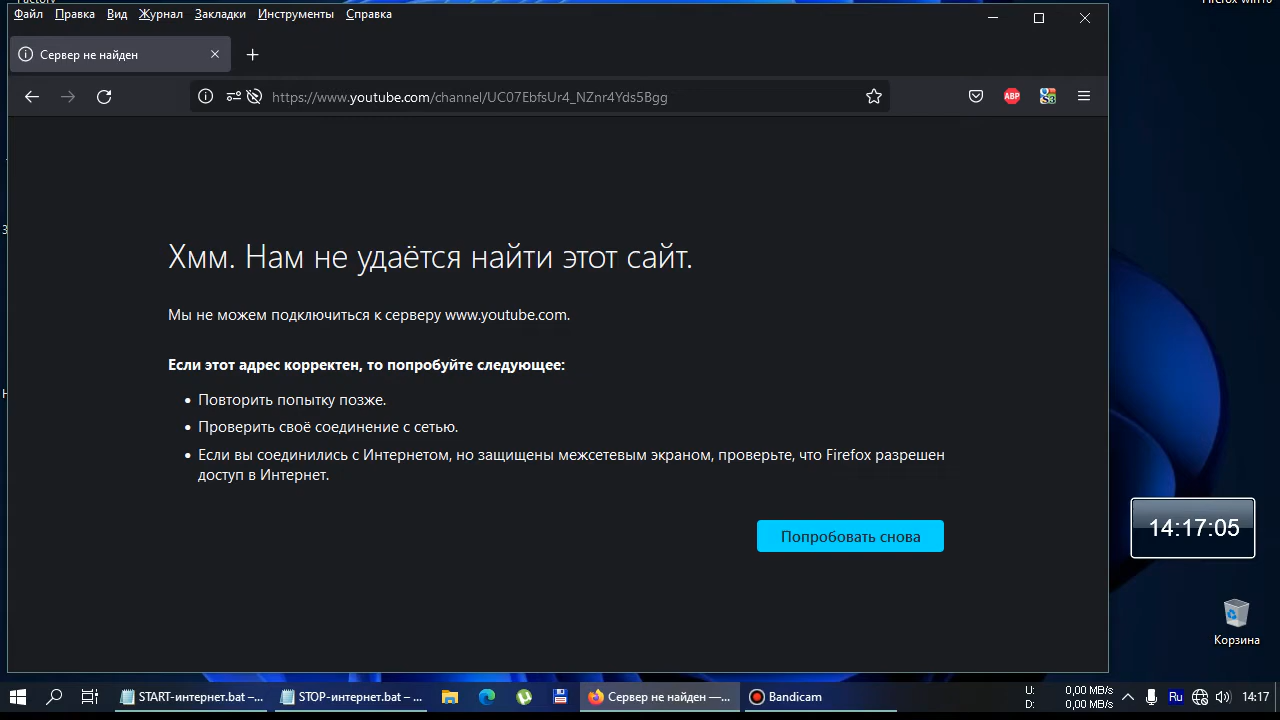 Файл Правка Вид Журнал Закладки Инструменты Справка
Сервер не найден
https://www.youtube.com/channel/UC07EbfsUr4_NZnr4Yds5Bgg
ABP
Хмм. Нам не удаётся найти этот сайт.
Мы не можем подключиться к серверу www.youtube.com.
Если этот адрес корректен, то попробуйте следующее:
• Повторить попытку позже.
• Проверить своё соединение с сетью.
• Если вы соединились с Интернетом, но защищены межсетевым экраном, проверьте, что Firefox разрешен
доступ в Интернет.
Попробовать снова
14:17:05
Корзина
START-интернет.bat –...
STOP-интернет.bat – ...
Сервер не найден —...
Bandicam
U: 0,00 MB/s
D: 0,00 MB/s
Ru
14:17